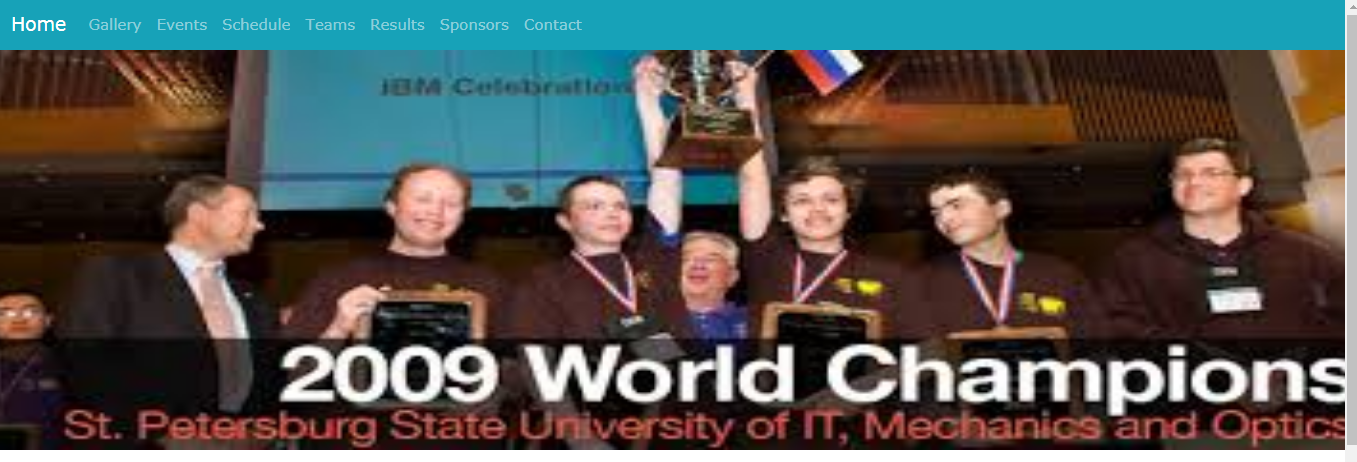 Home Gallery Events Schedule Teams Results Sponsors Contact
IBM Celebration
2009 World Champions
St. Petersburg State University of IT, Mechanics and Optics